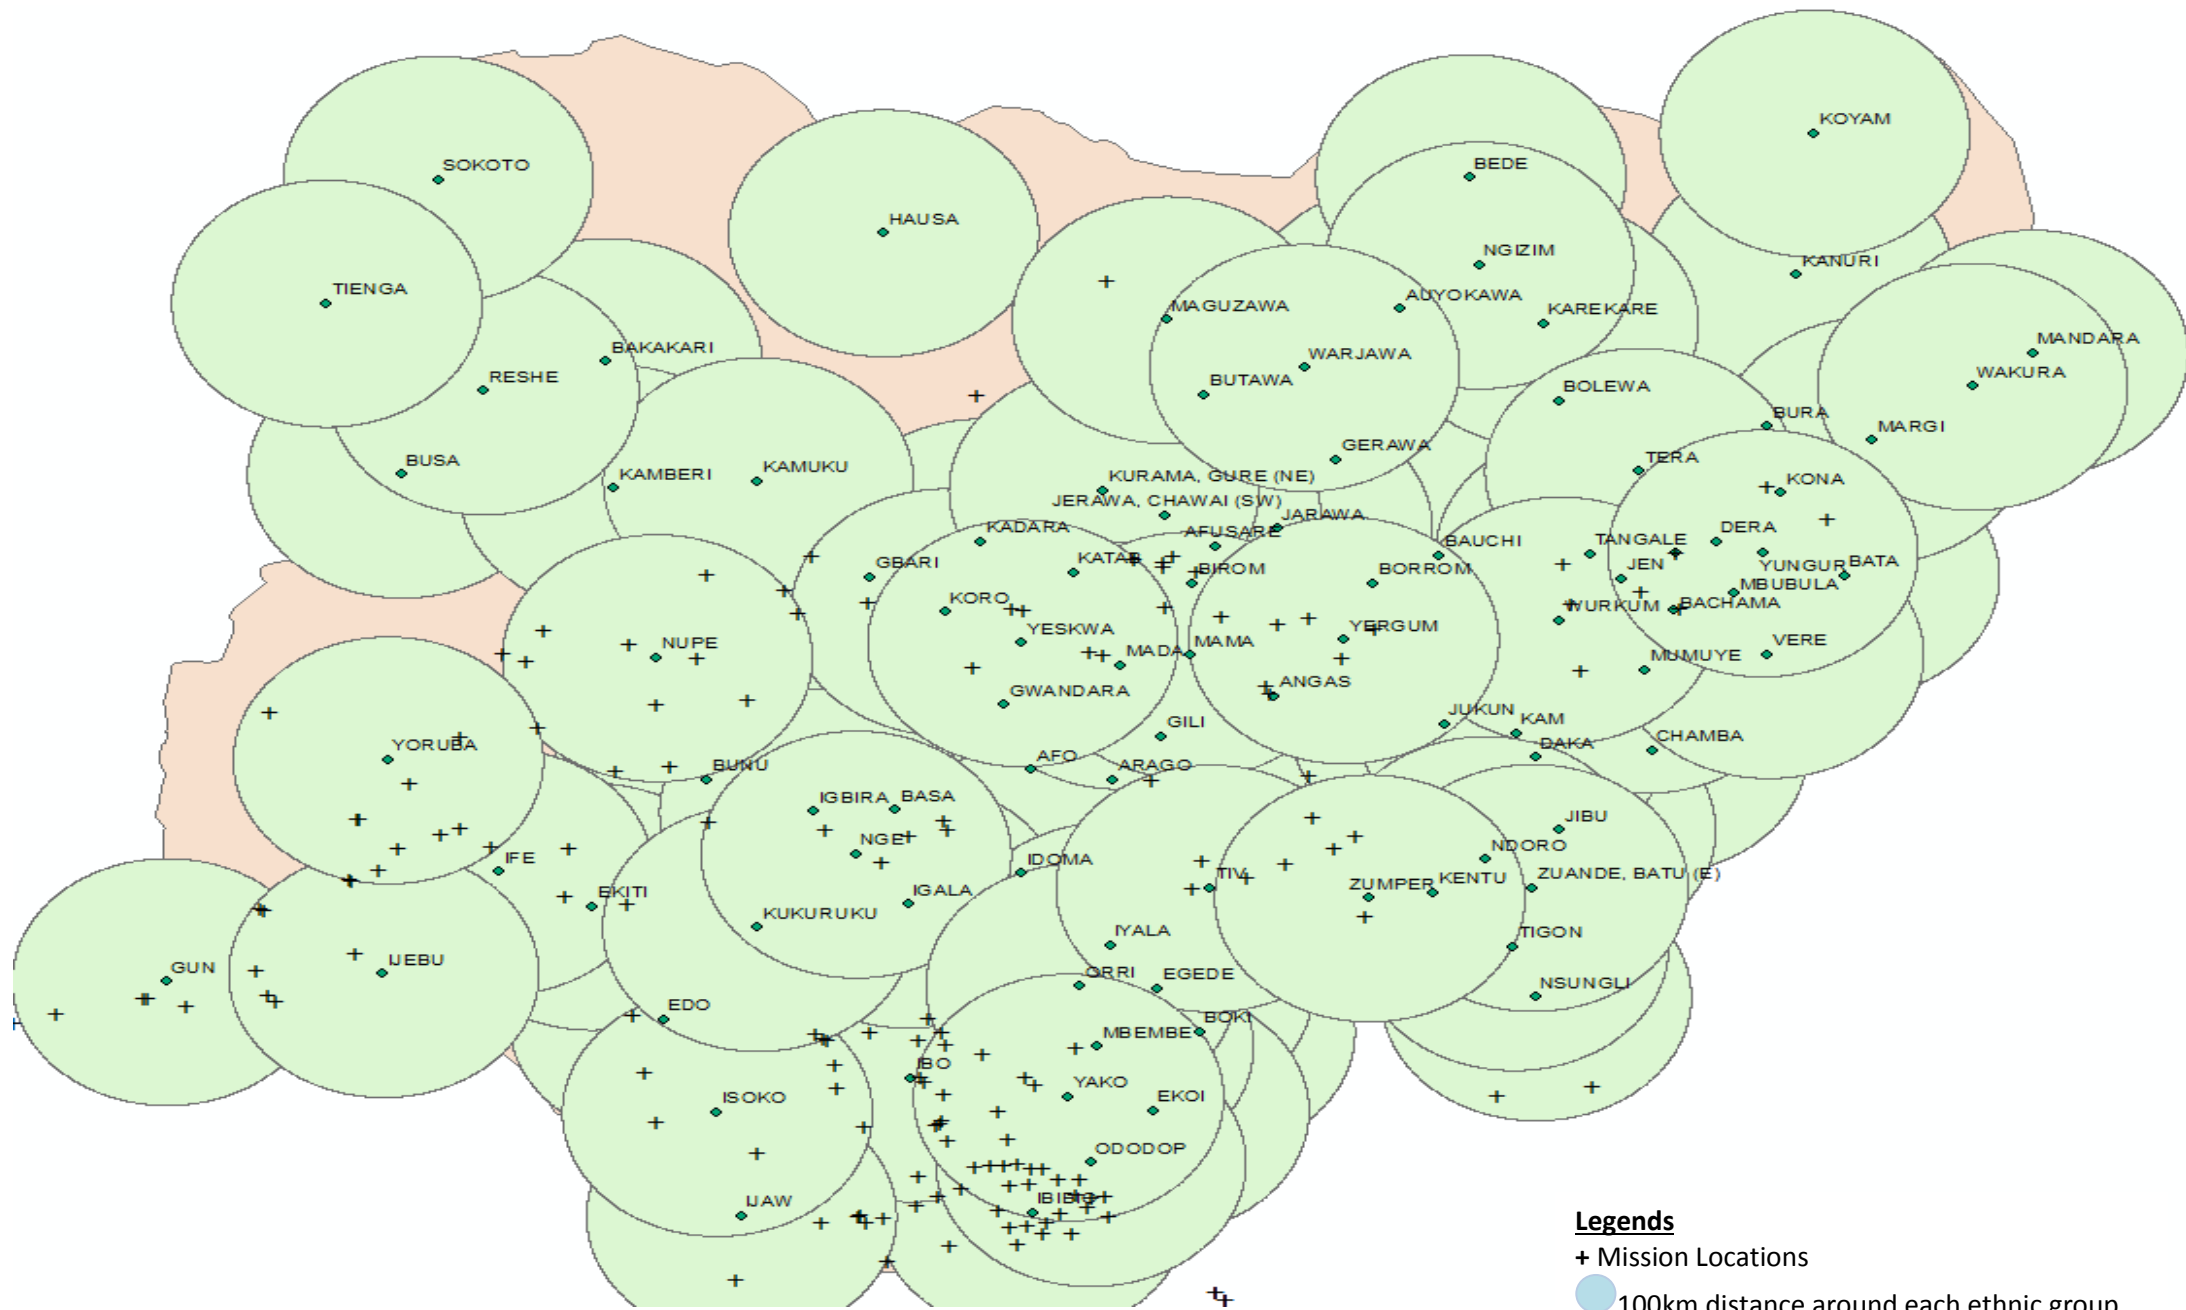 KOYAM
SOKOTO
BEDE
HAUSA
NGIZIM
KANURI
TIENGA
AUYOKAWA
MAGUZAWA
KAREKARE
MANDARA
BAKAKARI
WARJAWA
RESHE
WAKURA
BUTAWA
BOLEWA
BURA
MARGI
GERAWA
BUSA
KAMUKU
TERA
KAMBERI
KURAMA, GURE (NE)
KONA
JERAWA, CHAWAI (SW)
JARAWA
KADARA
AFUSARE
DERA
BAUCHI
TANGALE
KATAB
GBARI
BIROM
BORROM
JEN
YUNGUR
BATA
MBUBULA
KORO
WURKUM
BACHAMA
YESKWA
YERGUM
NUPE
MADA
MAMA
MUMUYE
VERE
ANGAS
GWANDARA
JUKUN
KAM
GILI
CHAMBA
YORUBA
DAKA
AFO
ARAGO
BUNU
IGBIRA
BASA
JIBU
NGE
NDORO
IFE
IDOMA
TIV
ZUMPER
KENTU
ZUANDE, BATU (E)
EKITI
IGALA
KUKURUKU
IYALA
TIGON
GUN
IJEBU
ORRI
EGEDE
NSUNGLI
EDO
BOKI
MBEMBE
IBO
YAKO
EKOI
ISOKO
ODODOP
IBIBIO
IJAW
Legends
+ Mission Locations
100km distance around each ethnic group